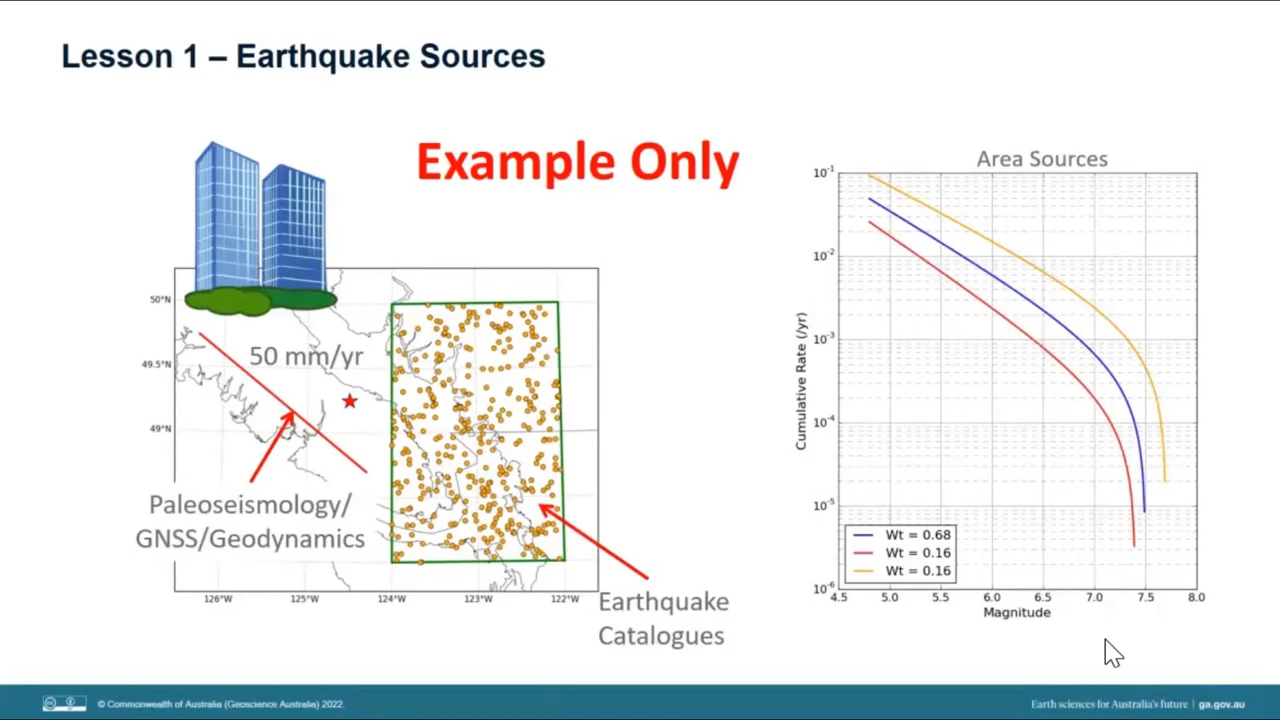 Lesson 1 – Earthquake Sources
Example Only
50 mm/yr
50°N
49.5°N
49°N
126°W
125°W
124°W
123°W
122°W
Paleoseismology/
GNSS/Geodynamics
Earthquake
Catalogues
Area Sources
Cumulative Rate (/yr)
10⁻¹
10⁻²
10⁻³
10⁻⁴
10⁻⁵
10⁻⁶
Wt = 0.68
Wt = 0.16
Wt = 0.16
4.5
5.0
5.5
6.0
6.5
7.0
7.5
8.0
Magnitude
© Commonwealth of Australia (Geoscience Australia) 2022
Earth sciences for Australia's future | ga.gov.au